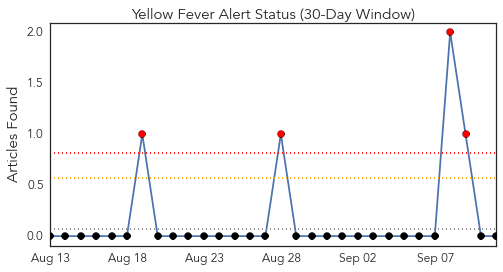 Yellow Fever Alert Status (30-Day Window)
Articles Found
2.0
1.5
1.0
0.5
0.0
Aug 13 Aug 18 Aug 23 Aug 28 Sep 02 Sep 07